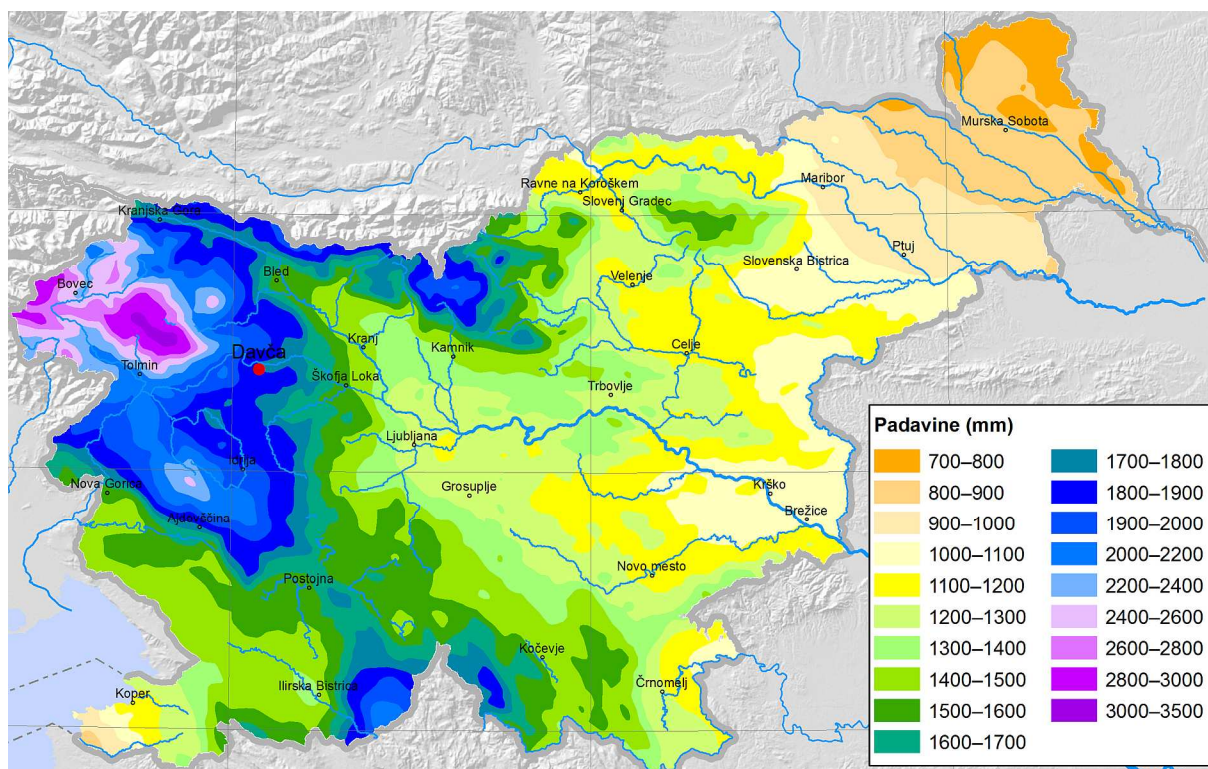 Murska Sobota
Ravne na Koroškem
Maribor
Slovenj Gradec
Kranjska Gora
Ptuj
Slovenska Bistrica
Bled
Velenje
Bovec
Kranj
Kamnik
Celje
Davča
Tolmin
Škofja Loka
Trbovlje
Ljubljana
Idrija
Nova Gorica
Grosuplje
Krško
Brežice
Ajdovščina
Postojna
Novo mesto
Kočevje
Ilirska Bistrica
Črnomelj
Koper
Padavine (mm)
700–800
800–900
900–1000
1000–1100
1100–1200
1200–1300
1300–1400
1400–1500
1500–1600
1600–1700
1700–1800
1800–1900
1900–2000
2000–2200
2200–2400
2400–2600
2600–2800
2800–3000
3000–3500